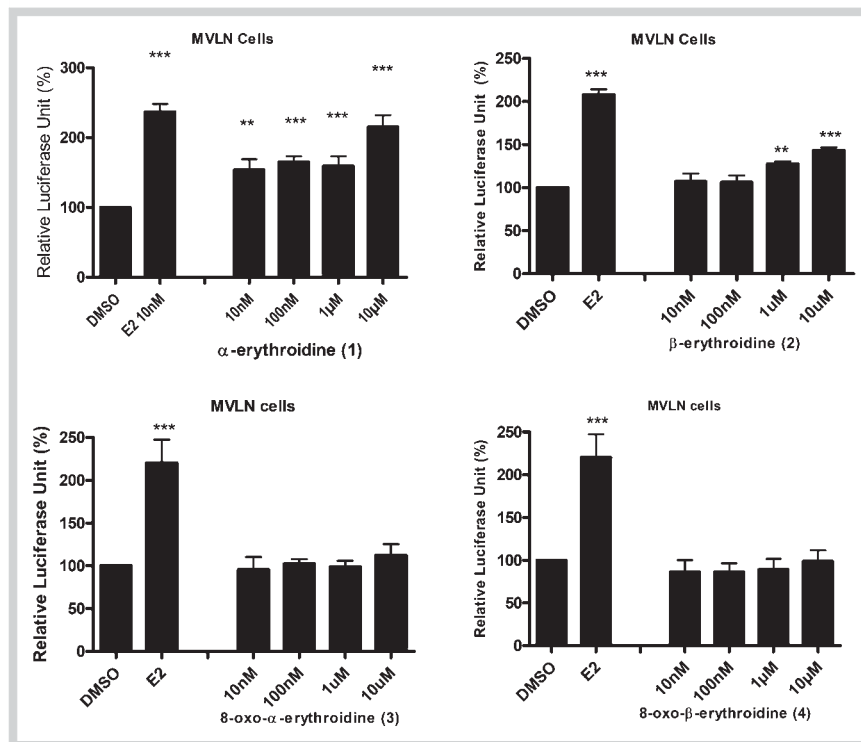 MVLN Cells
Relative Luciferase Unit (%)
300
200
100
0
***
**
***
***
***
DMSO
E2 10nM
10nM
100nM
1µM
10µM
α-erythroidine (1)
MVLN Cells
Relative Luciferase Unit (%)
250
200
150
100
50
0
***
**
***
DMSO
E2
10nM
100nM
1uM
10uM
β-erythroidine (2)
MVLN cells
Relative Luciferase Unit (%)
250
200
150
100
50
0
***
DMSO
E2
10nM
100nM
1uM
10uM
8-oxo-α-erythroidine (3)
MVLN cells
Relative Luciferase Unit (%)
250
200
150
100
50
0
***
DMSO
E2
10nM
100nM
1µM
10µM
8-oxo-β-erythroidine (4)